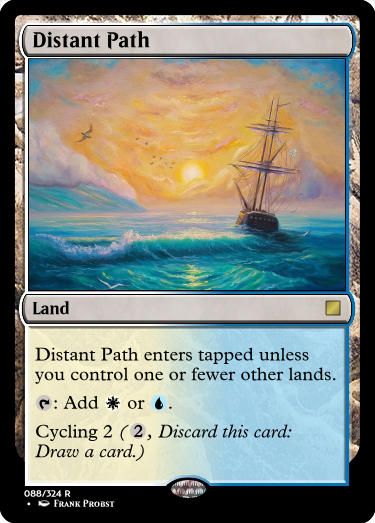 Distant Path
Land
Distant Path enters tapped unless
you control one or fewer other lands.
: Add or .
Cycling 2 ( 2, Discard this card:
Draw a card.)
088/324 R
• Frank Probst